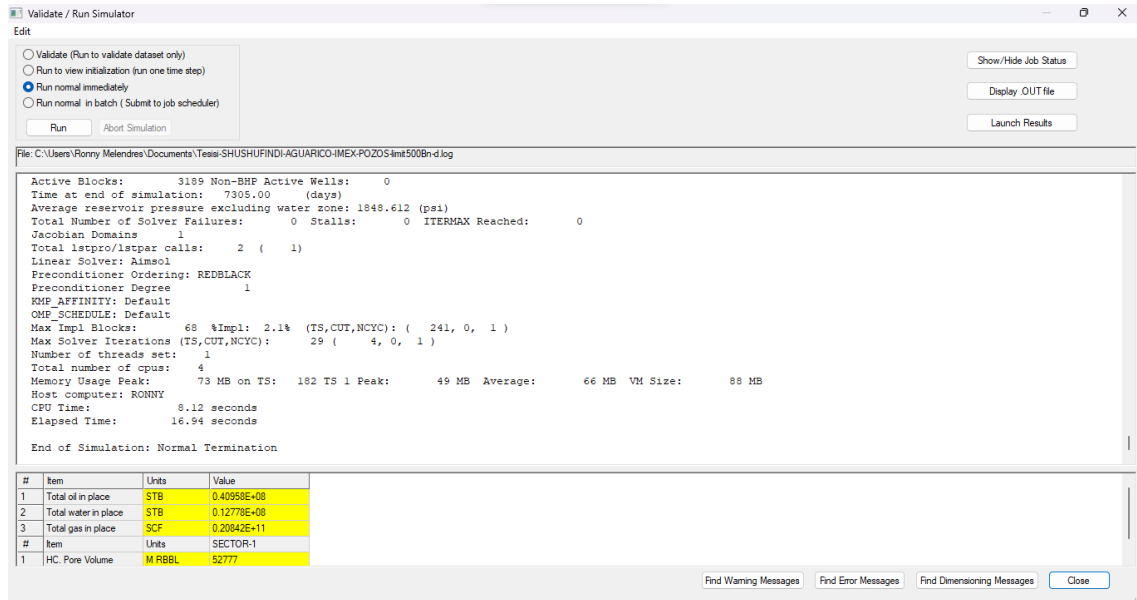 Validate / Run Simulator
Edit
Validate (Run to validate dataset only)
Run to view initialization (run one time step)
Run normal immediately
Run normal in batch ( Submit to job scheduler)
Run Abort Simulation
Show/Hide Job Status
Display .OUT file
Launch Results
File: C:\Users\Ronny Melendres\Documents\Tesisi-SHUSHUFINDI-AGUARICO-IMEX-POZOS-limit500Bn-d.log
Active Blocks: 3189 Non-BHP Active Wells: 0
Time at end of simulation: 7305.00 (days)
Average reservoir pressure excluding water zone: 1848.612 (psi)
Total Number of Solver Failures: 0 Stalls: 0 ITERMAX Reached: 0
Jacobian Domains 1
Total lstpro/lstpar calls: 2 ( 1)
Linear Solver: Aimsol
Preconditioner Ordering: REDBLACK
Preconditioner Degree 1
KMP_AFFINITY: Default
OMP_SCHEDULE: Default
Max Impl Blocks: 68 %Impl: 2.1% (TS,CUT,NCYC): ( 241, 0, 1 )
Max Solver Iterations (TS,CUT,NCYC): 29 ( 4, 0, 1 )
Number of threads set: 1
Total number of cpus: 4
Memory Usage Peak: 73 MB on TS: 182 TS 1 Peak: 49 MB Average: 66 MB VM Size: 88 MB
Host computer: RONNY
CPU Time: 8.12 seconds
Elapsed Time: 16.94 seconds
End of Simulation: Normal Termination
# Item Units Value
1 Total oil in place STB 0.40958E+08
2 Total water in place STB 0.12778E+08
3 Total gas in place SCF 0.20842E+11
# Item Units SECTOR-1
1 HC. Pore Volume M RBBL 52777
Find Warning Messages Find Error Messages Find Dimensioning Messages Close